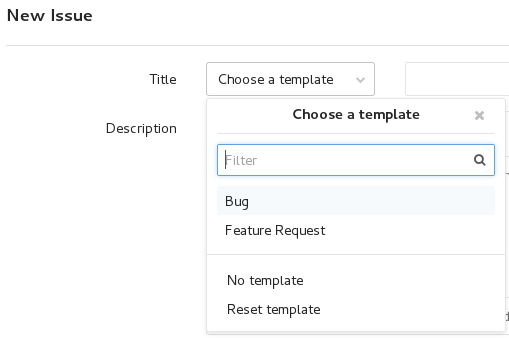 New Issue
Title
Choose a template
Description
Choose a template
Filter
Bug
Feature Request
No template
Reset template